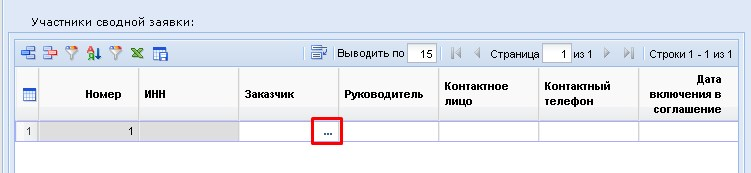 Участники сводной заявки:
Выводить по 15 Страница 1 из 1 Строки 1 - 1 из 1
Номер ИНН Заказчик Руководитель Контактное лицо Контактный телефон Дата включения в соглашение
1 1 ...